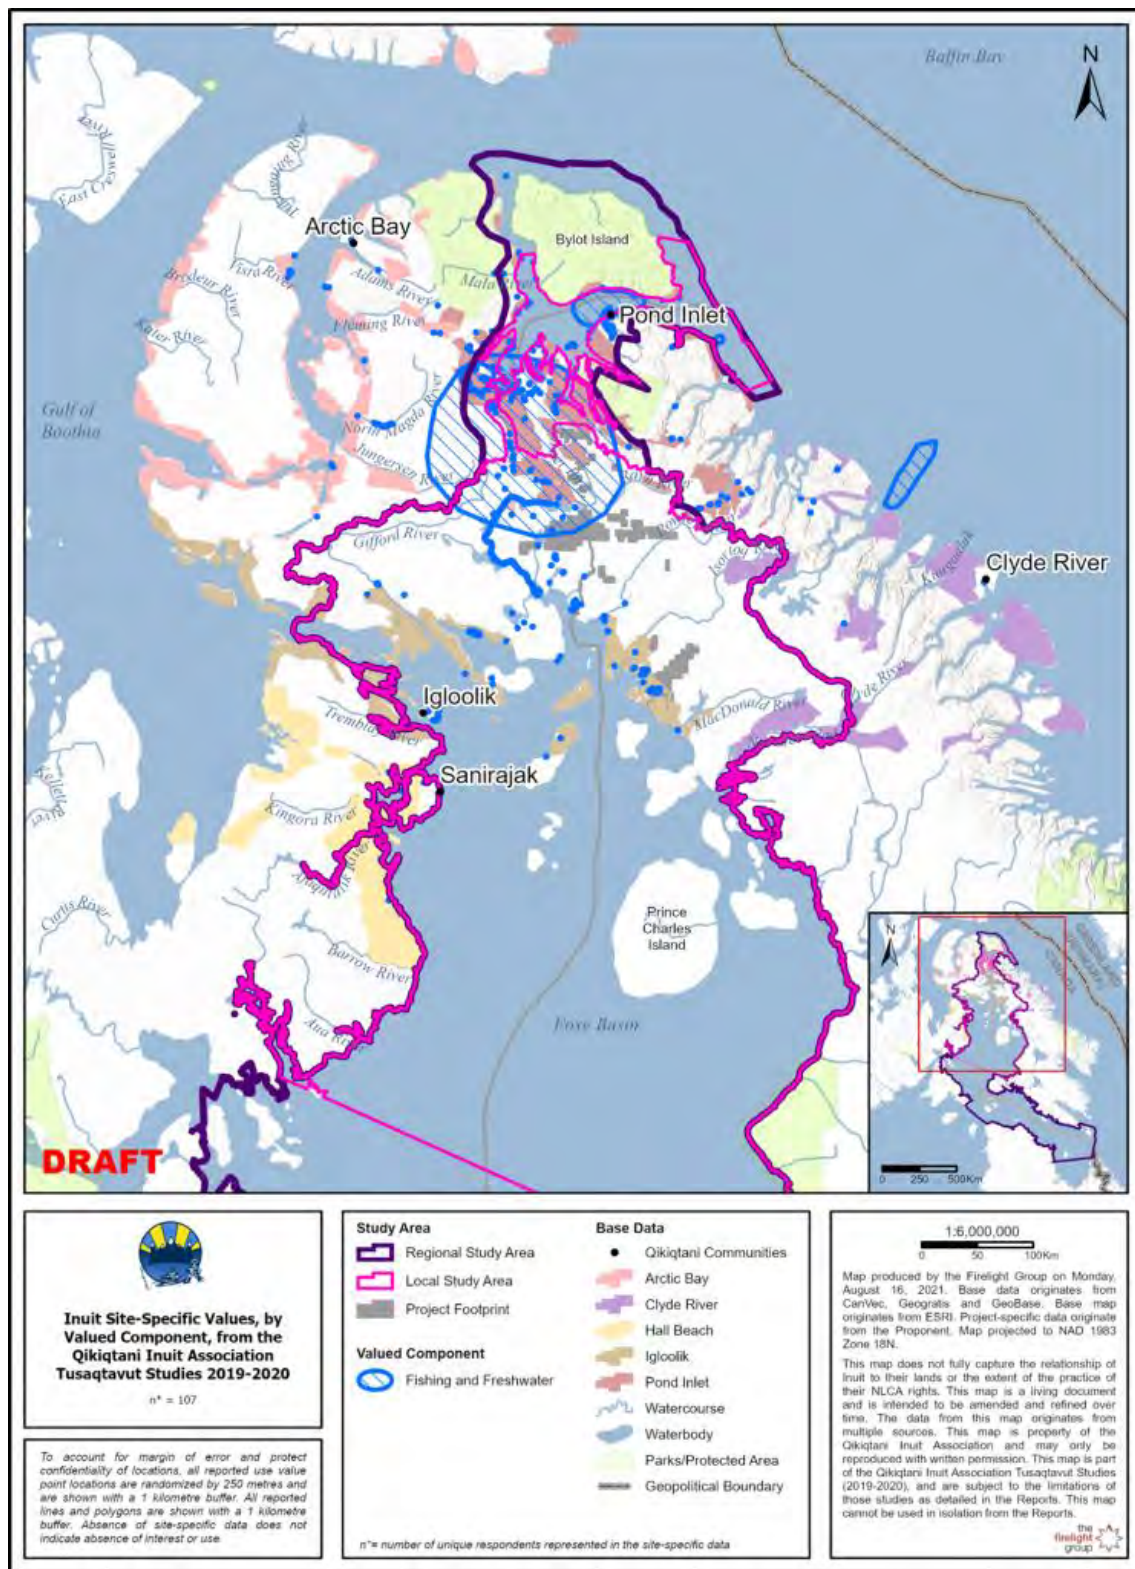 Baffin Bay
N
East Creswell River
Arctic Bay
Bylot Island
Adams River
Mala River
Brodeur River
Fleming River
Pond Inlet
Kater River
Gulf of
Boothia
North Magda River
Jungersen River
Gifford River
Clyde River
Igloolik
Clyde River
MacDonald River
Tremblay River
Sanirajak
Kingora River
Ajaqutalik River
Curtis River
Prince
Charles
Island
Barrow River
Aua River
Foxe Basin
DRAFT
N
0 250 500Km
Inuit Site-Specific Values, by
Valued Component, from the
Qikiqtani Inuit Association
Tusaqtavut Studies 2019-2020
n* = 107
To account for margin of error and protect
confidentiality of locations, all reported use value
point locations are randomized by 250 metres and
are shown with a 1 kilometre buffer. All reported
lines and polygons are shown with a 1 kilometre
buffer. Absence of site-specific data does not
indicate absence of interest or use.
Study Area
Regional Study Area
Local Study Area
Project Footprint
Valued Component
Fishing and Freshwater
Base Data
Qikiqtani Communities
Arctic Bay
Clyde River
Hall Beach
Igloolik
Pond Inlet
Watercourse
Waterbody
Parks/Protected Area
Geopolitical Boundary
n*= number of unique respondents represented in the site-specific data
1:6,000,000
0 50 100Km
Map produced by the Firelight Group on Monday,
August 16, 2021. Base data originates from
CanVec, Geogratis and GeoBase. Base map
originates from ESRI. Project-specific data originate
from the Proponent. Map projected to NAD 1983
Zone 18N.
This map does not fully capture the relationship of
Inuit to their lands or the extent of the practice of
their NLCA rights. This map is a living document
and is intended to be amended and refined over
time. The data from this map originates from
multiple sources. This map is property of the
Qikiqtani Inuit Association and may only be
reproduced with written permission. This map is part
of the Qikiqtani Inuit Association Tusaqtavut Studies
(2019-2020), and are subject to the limitations of
those studies as detailed in the Reports. This map
cannot be used in isolation from the Reports.
the
firelight
group